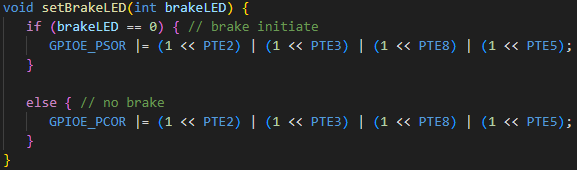 void setBrakeLED(int brakeLED) {
if (brakeLED == 0) { // brake initiate
GPIOE_PSOR |= (1 << PTE2) | (1 << PTE3) | (1 << PTE8) | (1 << PTE5);
}
else { // no brake
GPIOE_PCOR |= (1 << PTE2) | (1 << PTE3) | (1 << PTE8) | (1 << PTE5);
}
}